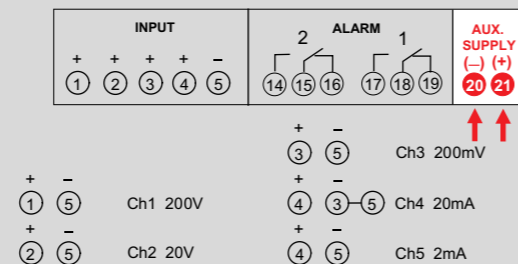 INPUT
ALARM
AUX.
SUPPLY
(−) (+)
2 1
+ + + + −
1 2 3 4 5
14 15 16 17 18 19 20 21
+ −
3 5 Ch3 200mV
+ − + −
1 5 Ch1 200V 4 3 5 Ch4 20mA
+ − + −
2 5 Ch2 20V 4 5 Ch5 2mA